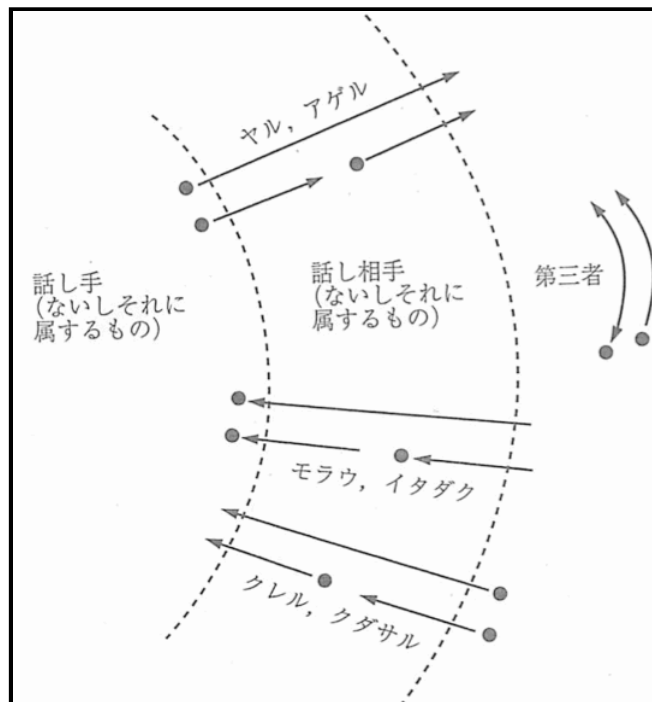 ヤル，アゲル
話し手
(ないしそれに
属するもの)
話し相手
(ないしそれに
属するもの)
第三者
モラウ，イタダク
クレル，クダサル